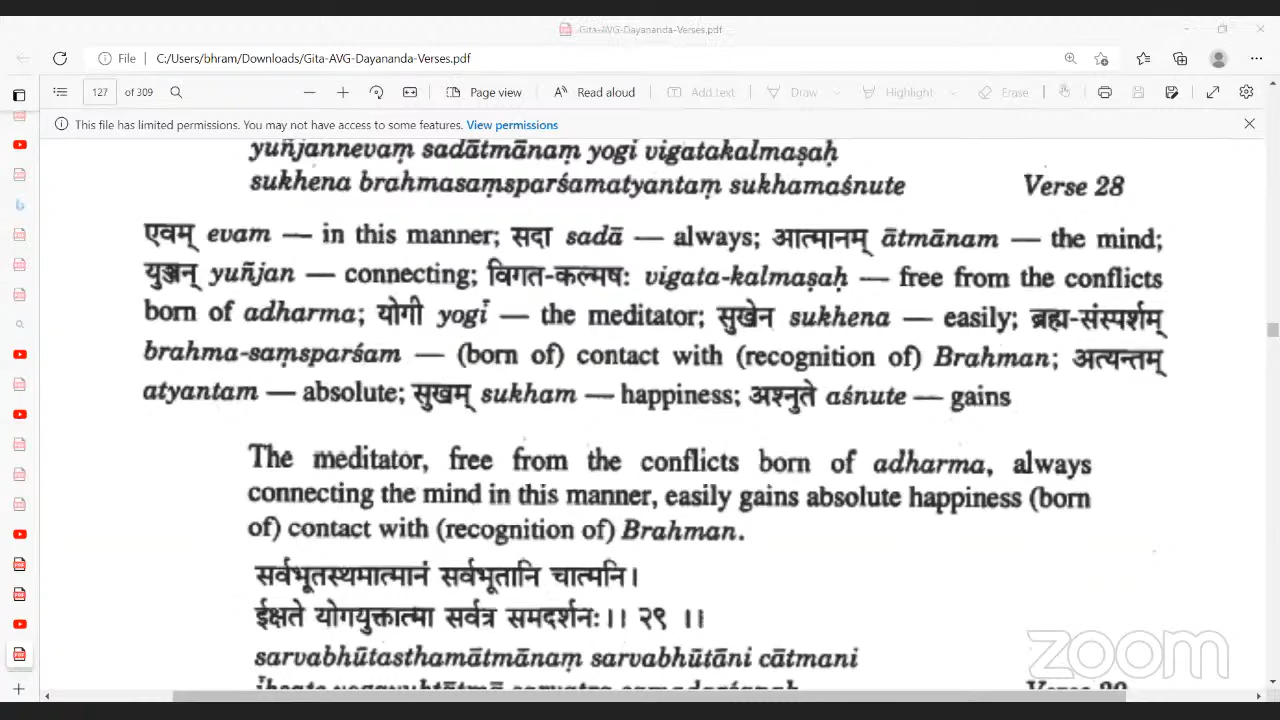 Gita-AVG-Dayananda-Verses.pdf
File | C:/Users/bhram/Downloads/Gita-AVG-Dayananda-Verses.pdf
127 of 309 Page view Read aloud Add text Draw Highlight Erase
This file has limited permissions. You may not have access to some features. View permissions
yuñjannevaṃ sadātmānaṃ yogī vigatakalmaṣaḥ
sukhena brahmasaṃsparśamatyantaṃ sukhamaśnute Verse 28
एवम् evam — in this manner; सदा sadā — always; आत्मानम् ātmānam — the mind;
युञ्जन् yuñjan — connecting; विगत-कल्मषः vigata-kalmaṣaḥ — free from the conflicts
born of adharma; योगी yogī — the meditator; सुखेन sukhena — easily; ब्रह्म-संस्पर्शम्
brahma-saṃsparśam — (born of) contact with (recognition of) Brahman; अत्यन्तम्
atyantam — absolute; सुखम् sukham — happiness; अश्नुते aśnute — gains
The meditator, free from the conflicts born of adharma, always
connecting the mind in this manner, easily gains absolute happiness (born
of) contact with (recognition of) Brahman.
सर्वभूतस्थमात्मानं सर्वभूतानि चात्मनि।
ईक्षते योगयुक्तात्मा सर्वत्र समदर्शनः।। २९ ।।
sarvabhūtasthamātmānaṃ sarvabhūtāni cātmani
zoom